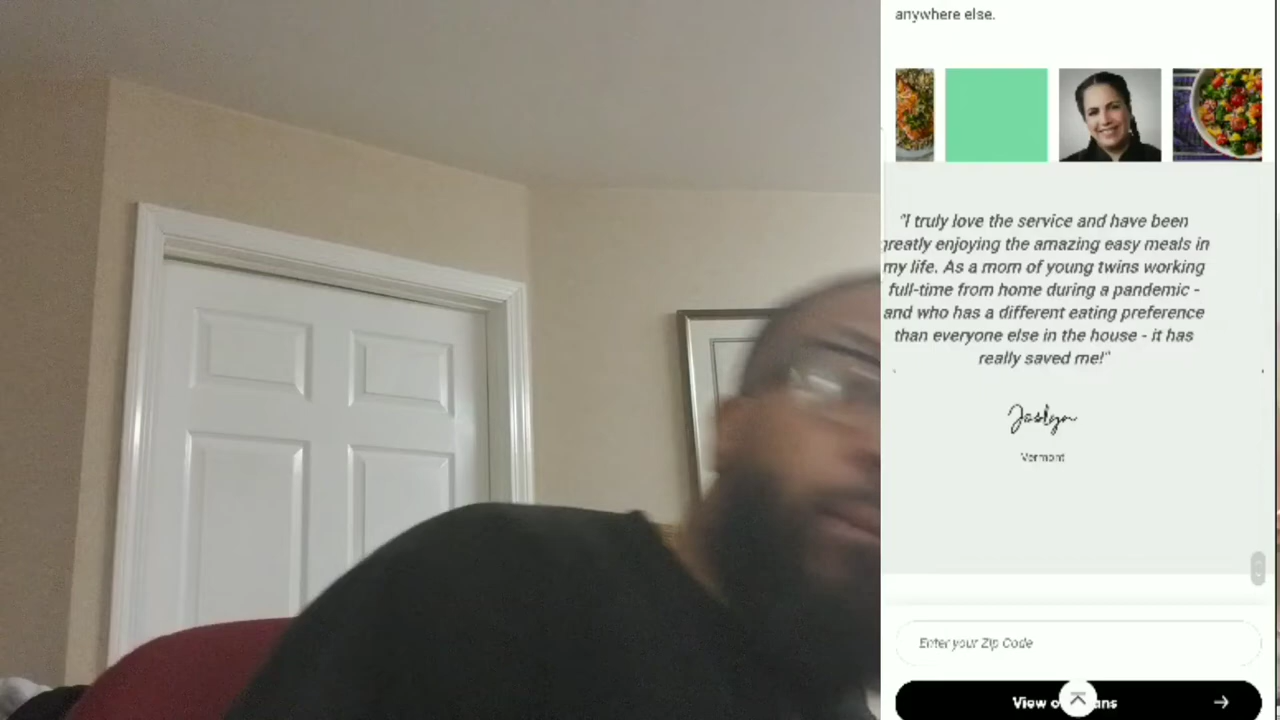 anywhere else.
"I truly love the service and have been
greatly enjoying the amazing easy meals in
my life. As a mom of young twins working
full-time from home during a pandemic -
and who has a different eating preference
than everyone else in the house - it has
really saved me!"
Jaslyn
Vermont
Enter your Zip Code
View